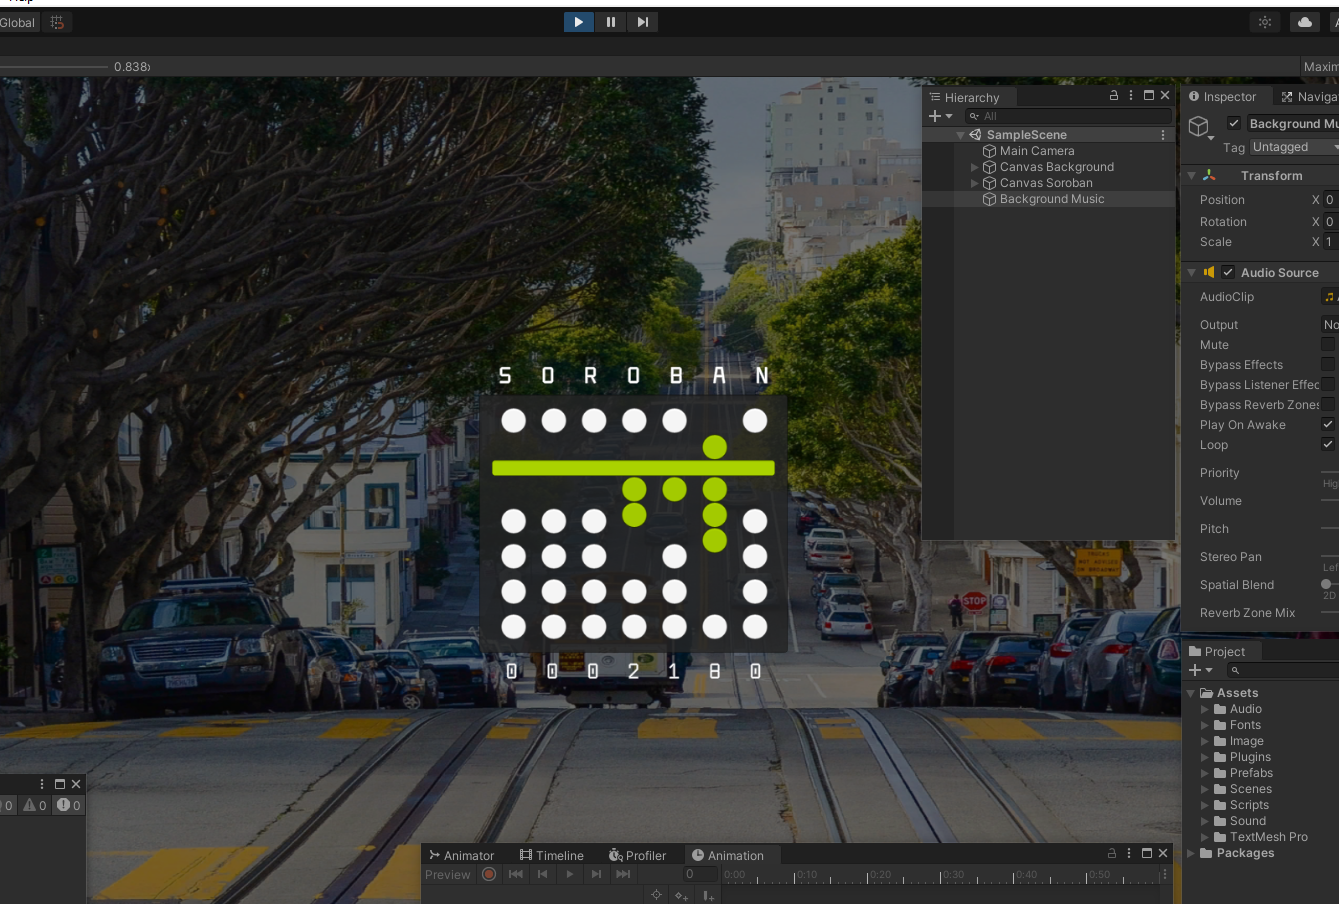 Global
0.838›
Maxim
Hierarchy
All
SampleScene
Main Camera
Canvas Background
Canvas Soroban
Background Music
Inspector
Naviga
Background Mu
Tag Untagged
Transform
Position X 0
Rotation X 0
Scale X 1
Audio Source
AudioClip
Output No
Mute
Bypass Effects
Bypass Listener Effec
Bypass Reverb Zones
Play On Awake
Loop
Priority
Hig
Volume
Pitch
Stereo Pan
Lef
Spatial Blend
2D
Reverb Zone Mix
S O R O B A N
0 0 0 2 1 8 0
STOP
Project
Assets
Audio
Fonts
Image
Plugins
Prefabs
Scenes
Scripts
Sound
TextMesh Pro
Packages
0 0 0
Animator Timeline Profiler Animation
Preview 0 0:00 0:10 0:20 0:30 0:40 0:50